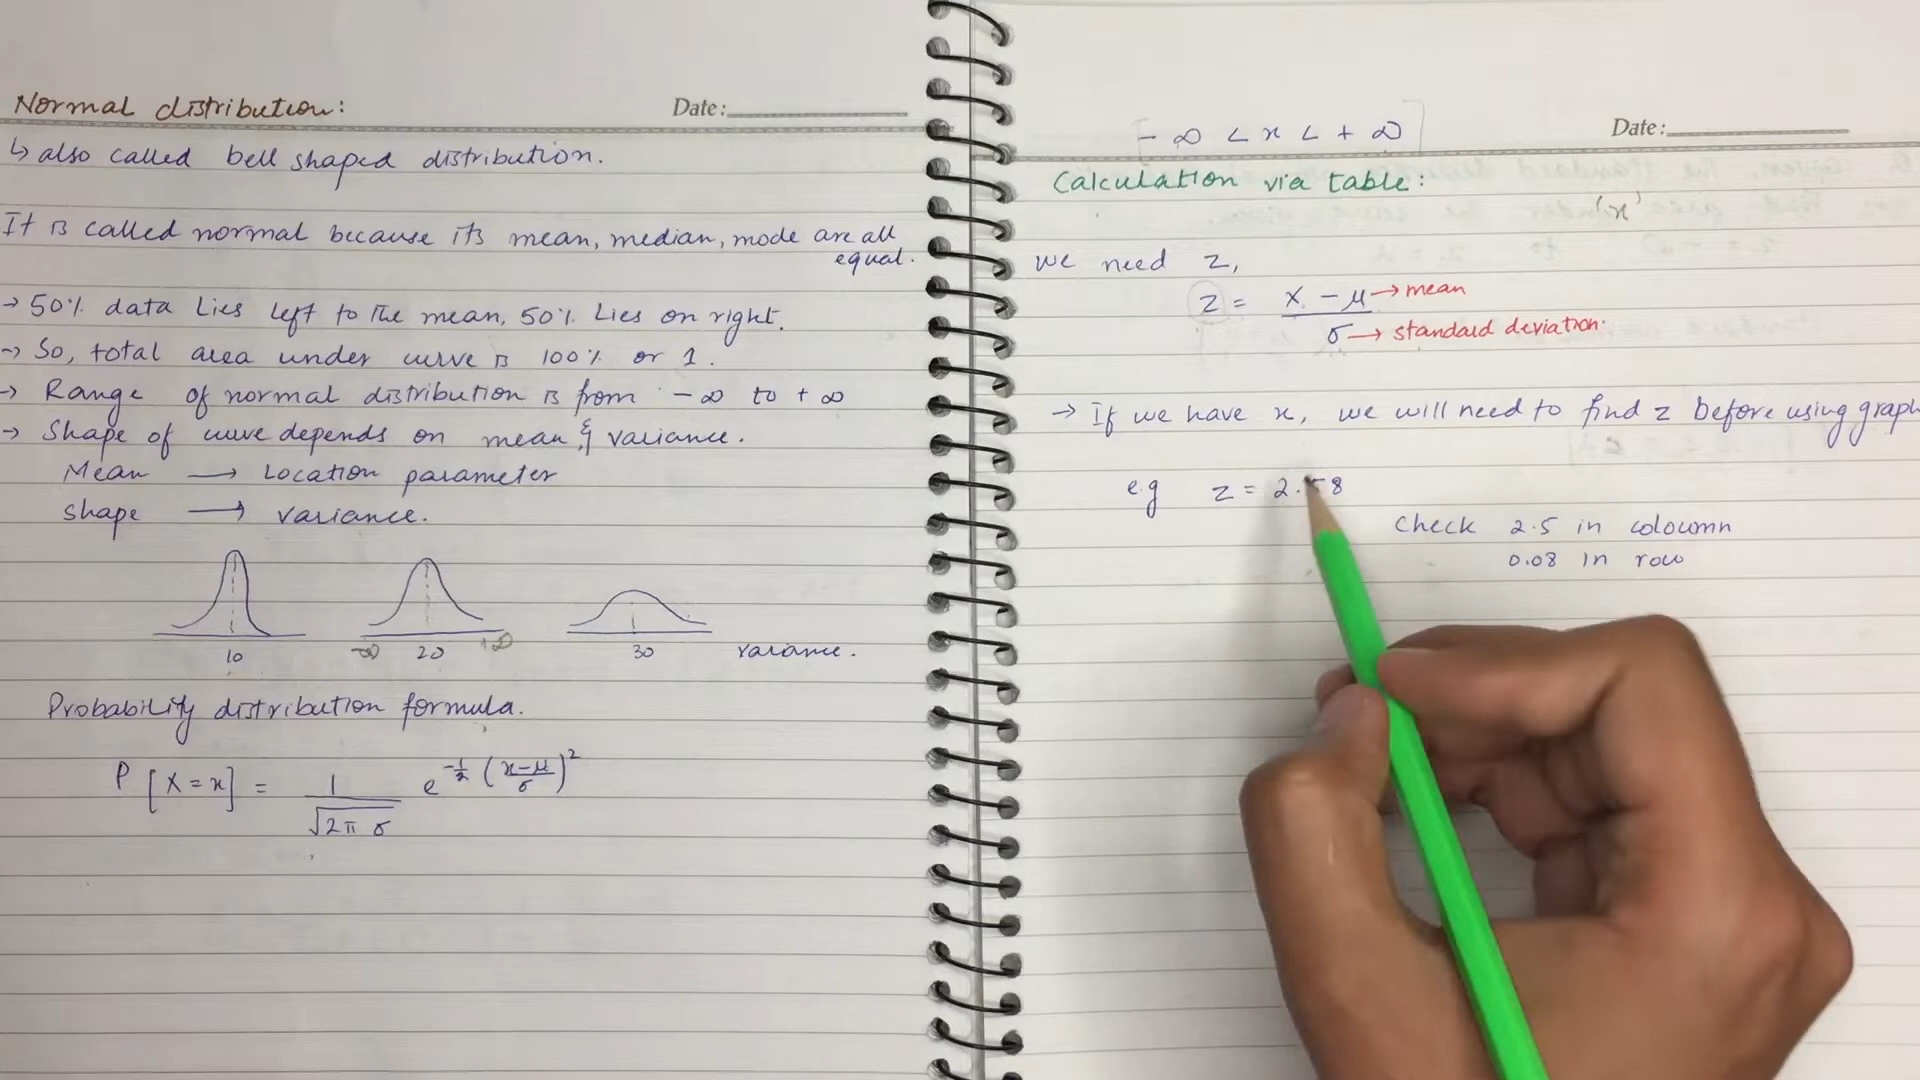 Normal distribution:
Date:
↳ also called bell shaped distribution.
It is called normal because its mean, median, mode are all
equal.
→ 50% data lies left to the mean, 50% lies on right.
→ So, total area under curve is 100% or 1.
→ Range of normal distribution is from -∞ to +∞
→ Shape of curve depends on mean & variance.
Mean → Location parameter
shape → variance.
10
-∞ 20 +∞
30
variance.
Probability distribution formula.
P [X = x] = 1 / √2π σ e^-1/2 (x-μ/σ)^2
-∞ < x < +∞
Date:
Calculation via table:
'x'
we need z,
z = x - μ → mean
σ → standard deviation.
→ If we have x, we will need to find z before using graph
e.g z = 2.58
Check 2.5 in coloumn
0.08 in row